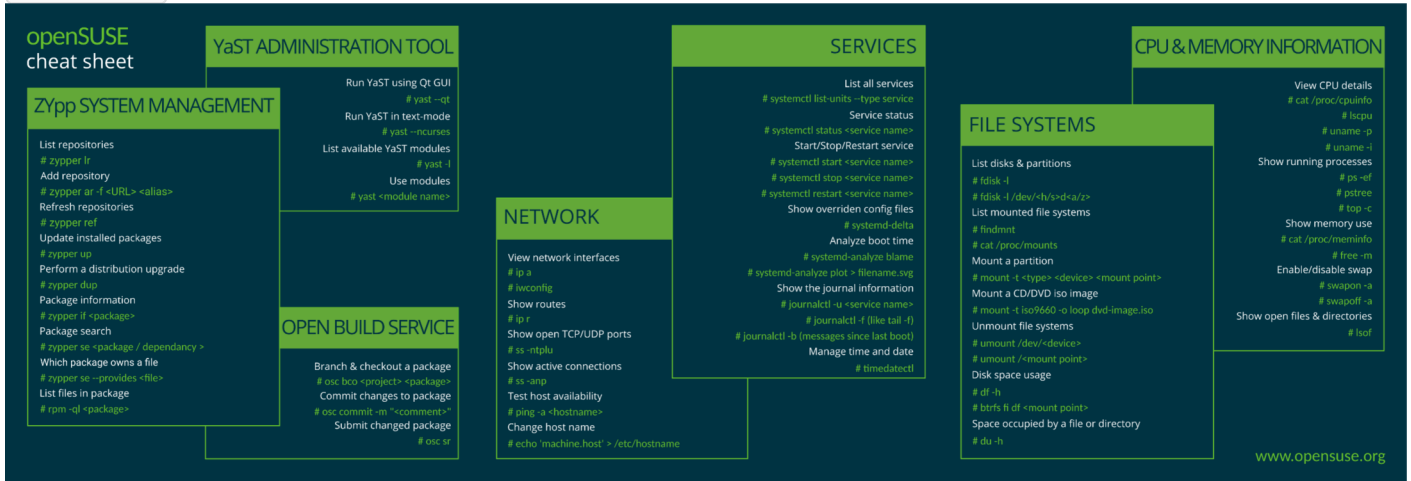 openSUSE
cheat sheet
ZYpp SYSTEM MANAGEMENT
List repositories
# zypper lr
Add repository
# zypper ar -f <URL> <alias>
Refresh repositories
# zypper ref
Update installed packages
# zypper up
Perform a distribution upgrade
# zypper dup
Package information
# zypper if <package>
Package search
# zypper se <package / dependancy >
Which package owns a file
# zypper se --provides <file>
List files in package
# rpm -ql <package>
YaST ADMINISTRATION TOOL
Run YaST using Qt GUI
# yast --qt
Run YaST in text-mode
# yast --ncurses
List available YaST modules
# yast -l
Use modules
# yast <module name>
OPEN BUILD SERVICE
Branch & checkout a package
# osc bco <project> <package>
Commit changes to package
# osc commit -m "<comment>"
Submit changed package
# osc sr
NETWORK
View network interfaces
# ip a
# iwconfig
Show routes
# ip r
Show open TCP/UDP ports
# ss -ntplu
Show active connections
# ss -anp
Test host availability
# ping -a <hostname>
Change host name
# echo 'machine.host' > /etc/hostname
SERVICES
List all services
# systemctl list-units --type service
Service status
# systemctl status <service name>
Start/Stop/Restart service
# systemctl start <service name>
# systemctl stop <service name>
# systemctl restart <service name>
Show overriden config files
# systemd-delta
Analyze boot time
# systemd-analyze blame
# systemd-analyze plot > filename.svg
Show the journal information
# journalctl -u <service name>
# journalctl -f (like tail -f)
# journalctl -b (messages since last boot)
Manage time and date
# timedatectl
FILE SYSTEMS
List disks & partitions
# fdisk -l
# fdisk -l /dev/<h/s>d<a/z>
List mounted file systems
# findmnt
# cat /proc/mounts
Mount a partition
# mount -t <type> <device> <mount point>
Mount a CD/DVD iso image
# mount -t iso9660 -o loop dvd-image.iso
Unmount file systems
# umount /dev/<device>
# umount /<mount point>
Disk space usage
# df -h
# btrfs fi df <mount point>
Space occupied by a file or directory
# du -h
CPU & MEMORY INFORMATION
View CPU details
# cat /proc/cpuinfo
# lscpu
# uname -p
# uname -i
Show running processes
# ps -ef
# pstree
# top -c
Show memory use
# cat /proc/meminfo
# free -m
Enable/disable swap
# swapon -a
# swapoff -a
Show open files & directories
# lsof
www.opensuse.org